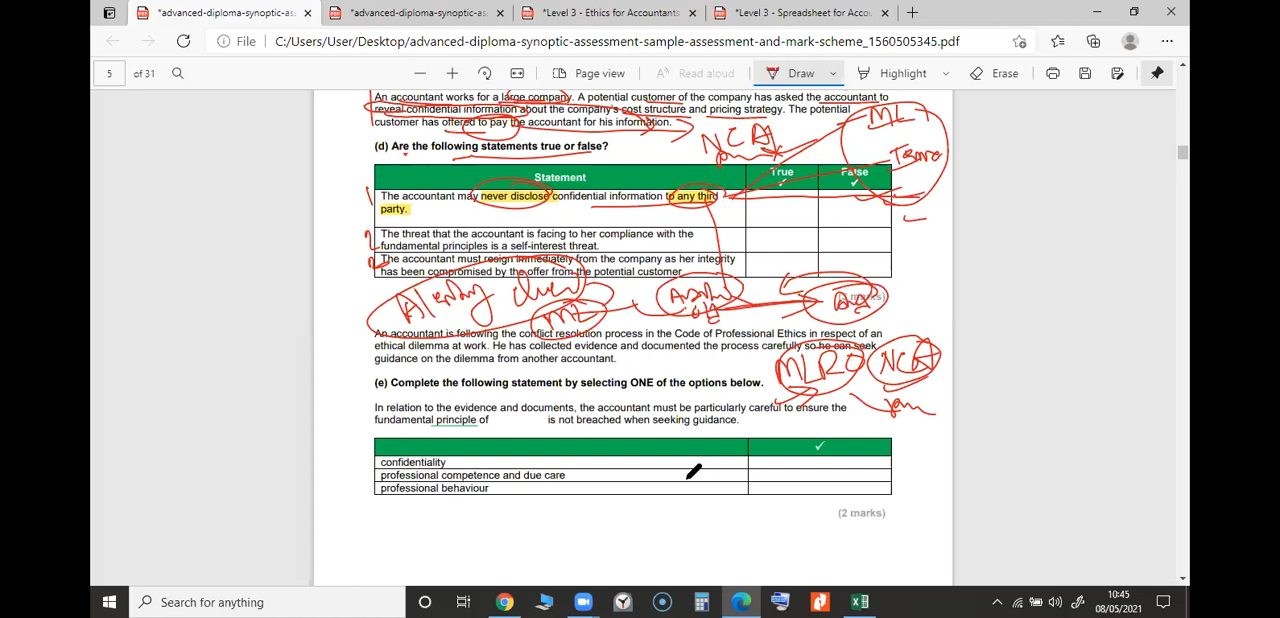 *advanced-diploma-synoptic-as
*advanced-diploma-synoptic-ass
*Level 3 - Ethics for Accountants
*Level 3 - Spreadsheet for Accou
File C:/Users/User/Desktop/advanced-diploma-synoptic-assessment-sample-assessment-and-mark-scheme_1560505345.pdf
5 of 31 Page view Read aloud Draw Highlight Erase
An accountant works for a large company. A potential customer of the company has asked the accountant to
reveal confidential information about the company's cost structure and pricing strategy. The potential
customer has offered to pay the accountant for his information.
MLT
NCA
(d) Are the following statements true or false?
Statement True False
✓ ✓
The accountant may never disclose confidential information to any third
party.
The threat that the accountant is facing to her compliance with the
fundamental principles is a self-interest threat.
The accountant must resign immediately from the company as her integrity
has been compromised by the offer from the potential customer.
marks)
ML
An accountant is following the conflict resolution process in the Code of Professional Ethics in respect of an
ethical dilemma at work. He has collected evidence and documented the process carefully so he can seek
guidance on the dilemma from another accountant.
MLRO NCA
(e) Complete the following statement by selecting ONE of the options below.
In relation to the evidence and documents, the accountant must be particularly careful to ensure the
fundamental principle of is not breached when seeking guidance.
✓
confidentiality
professional competence and due care
professional behaviour
(2 marks)
Search for anything
10:45
08/05/2021